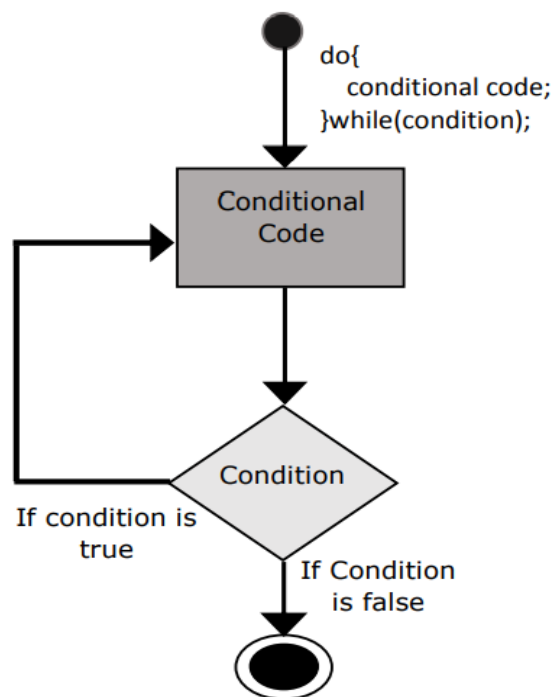 do{
conditional code;
}while(condition);
Conditional
Code
Condition
If condition is
true
If Condition
is false